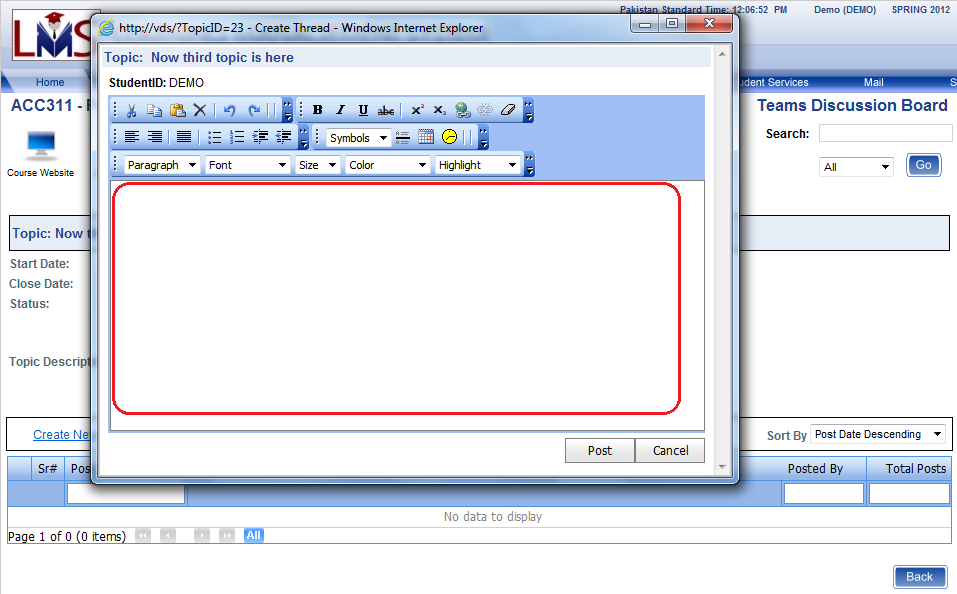 Pakistan Standard Time: 12:06:52 PM Demo (DEMO) SPRING 2012
LMS
http://vds/?TopicID=23 - Create Thread - Windows Internet Explorer
Topic: Now third topic is here
StudentID: DEMO
Home
dent Services Mail S
ACC311 -
Teams Discussion Board
Search:
All Go
Course Website
B I U abc x² x₂
Symbols
Paragraph Font Size Color Highlight
Topic: Now t
Start Date:
Close Date:
Status:
Topic Descript
Post Cancel
Create Ne
Sort By Post Date Descending
Sr# Pos Posted By Total Posts
No data to display
Page 1 of 0 (0 items) All
Back